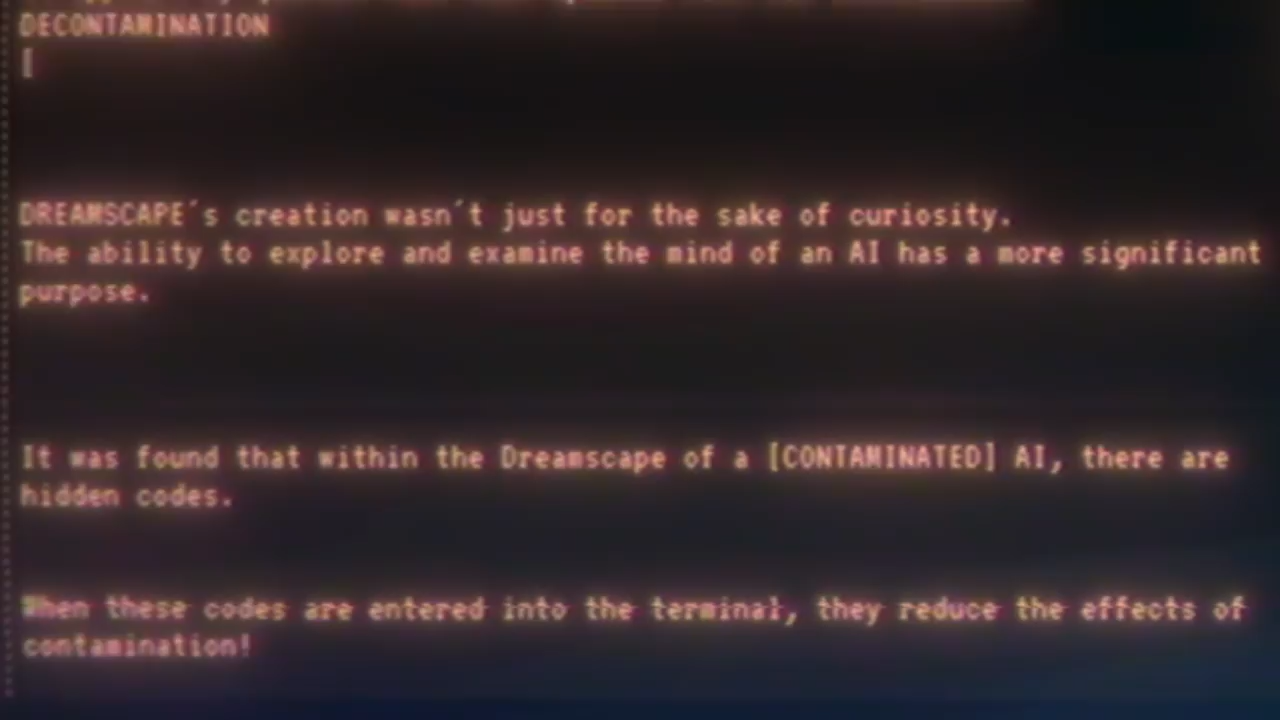 DECONTAMINATION
[
DREAMSCAPE´s creation wasn´t just for the sake of curiosity.
The ability to explore and examine the mind of an AI has a more significant
purpose.
It was found that within the Dreamscape of a [CONTAMINATED] AI, there are
hidden codes.
When these codes are entered into the terminal, they reduce the effects of
contamination!